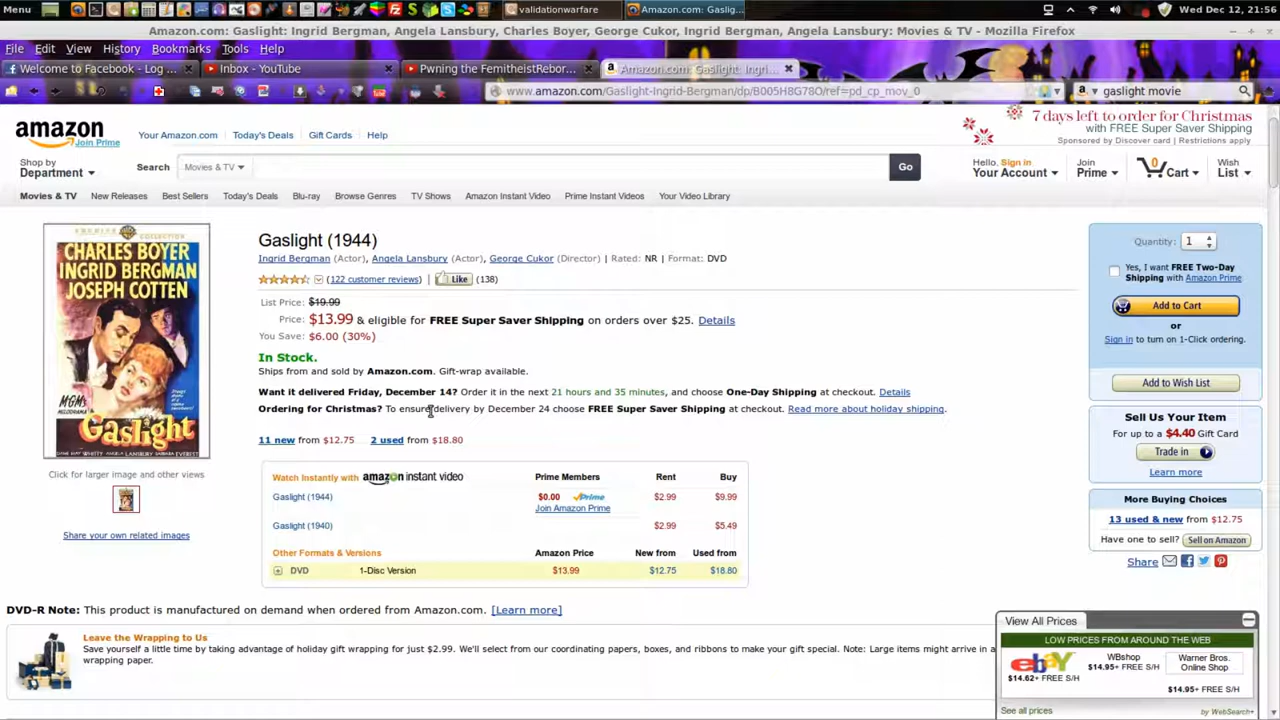 Menu validationwarfare Amazon.com: Gaslig... Wed Dec 12, 21:56
Amazon.com: Gaslight: Ingrid Bergman, Angela Lansbury, Charles Boyer, George Cukor, Ingrid Bergman, Angela Lansbury: Movies & TV - Mozilla Firefox
File Edit View History Bookmarks Tools Help
Welcome to Facebook - Log ... Inbox - YouTube Pwning the FemitheistRebor... Amazon.com: Gaslight: Ingri...
www.amazon.com/Gaslight-Ingrid-Bergman/dp/B005H8G78O/ref=pd_cp_mov_0 gaslight movie
amazon Join Prime
Your Amazon.com Today's Deals Gift Cards Help
7 days left to order for Christmas
with FREE Super Saver Shipping
Sponsored by Discover card | Restrictions apply
Shop by Department
Search Movies & TV Go
Hello, Sign in Your Account
Join Prime
0 Cart
Wish List
Movies & TV New Releases Best Sellers Today's Deals Blu-ray Browse Genres TV Shows Amazon Instant Video Prime Instant Videos Your Video Library
COLLECTION
CHARLES BOYER
INGRID BERGMAN
JOSEPH COTTEN
MGM's
MELODRAMA
Gaslight
DAME MAY WHITTY ANGELA LANSBURY BARBARA EVEREST
Click for larger image and other views
Share your own related images
Gaslight (1944)
Ingrid Bergman (Actor), Angela Lansbury (Actor), George Cukor (Director) | Rated: NR | Format: DVD
(122 customer reviews) | Like (138)
List Price: $19.99
Price: $13.99 & eligible for FREE Super Saver Shipping on orders over $25. Details
You Save: $6.00 (30%)
In Stock.
Ships from and sold by Amazon.com. Gift-wrap available.
Want it delivered Friday, December 14? Order it in the next 21 hours and 35 minutes, and choose One-Day Shipping at checkout. Details
Ordering for Christmas? To ensure delivery by December 24 choose FREE Super Saver Shipping at checkout. Read more about holiday shipping.
11 new from $12.75 2 used from $18.80
Watch Instantly with amazon instant video Prime Members Rent Buy
Gaslight (1944) $0.00 Prime $2.99 $9.99
Join Amazon Prime
Gaslight (1940) $2.99 $5.49
Other Formats & Versions Amazon Price New from Used from
DVD 1-Disc Version $13.99 $12.75 $18.80
Quantity: 1
Yes, I want FREE Two-Day
Shipping with Amazon Prime
Add to Cart
or
Sign in to turn on 1-Click ordering.
Add to Wish List
Sell Us Your Item
For up to a $4.40 Gift Card
Trade in
Learn more
More Buying Choices
13 used & new from $12.75
Have one to sell? Sell on Amazon
Share
DVD-R Note: This product is manufactured on demand when ordered from Amazon.com. [Learn more]
Leave the Wrapping to Us
Save yourself a little time by taking advantage of holiday gift wrapping for just $2.99. We'll select from our coordinating papers, boxes, and ribbons to make your gift special. Note: Large items might arrive in a
wrapping paper.
View All Prices
LOW PRICES FROM AROUND THE WEB
ebay
$14.62+ FREE S/H
WBshop
$14.95+ FREE S/H
Warner Bros.
Online Shop
$14.95+ FREE S/H
See all prices by WebSearch+